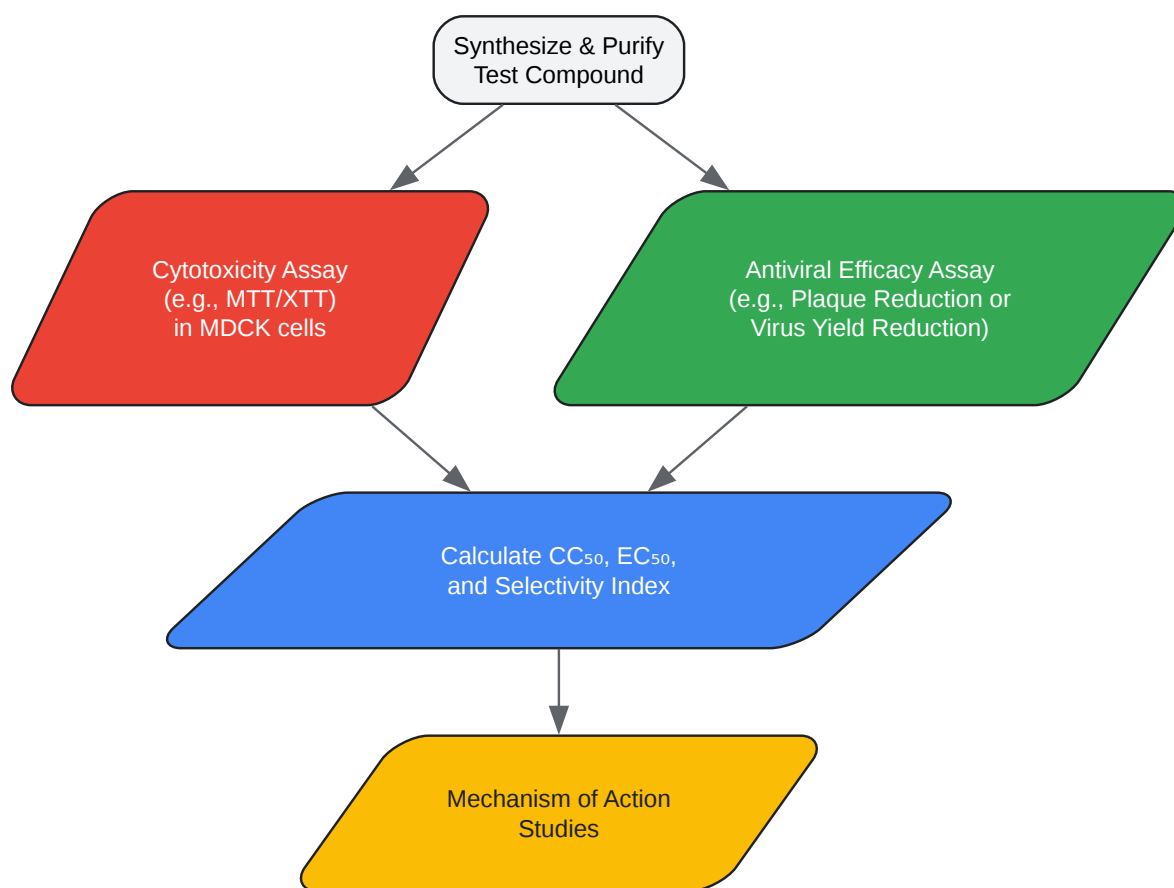 Synthesize & Purify
Test Compound
Cytotoxicity Assay
(e.g., MTT/XTT)
in MDCK cells
Antiviral Efficacy Assay
(e.g., Plaque Reduction or
Virus Yield Reduction)
Calculate CC₅₀, EC₅₀,
and Selectivity Index
Mechanism of Action
Studies